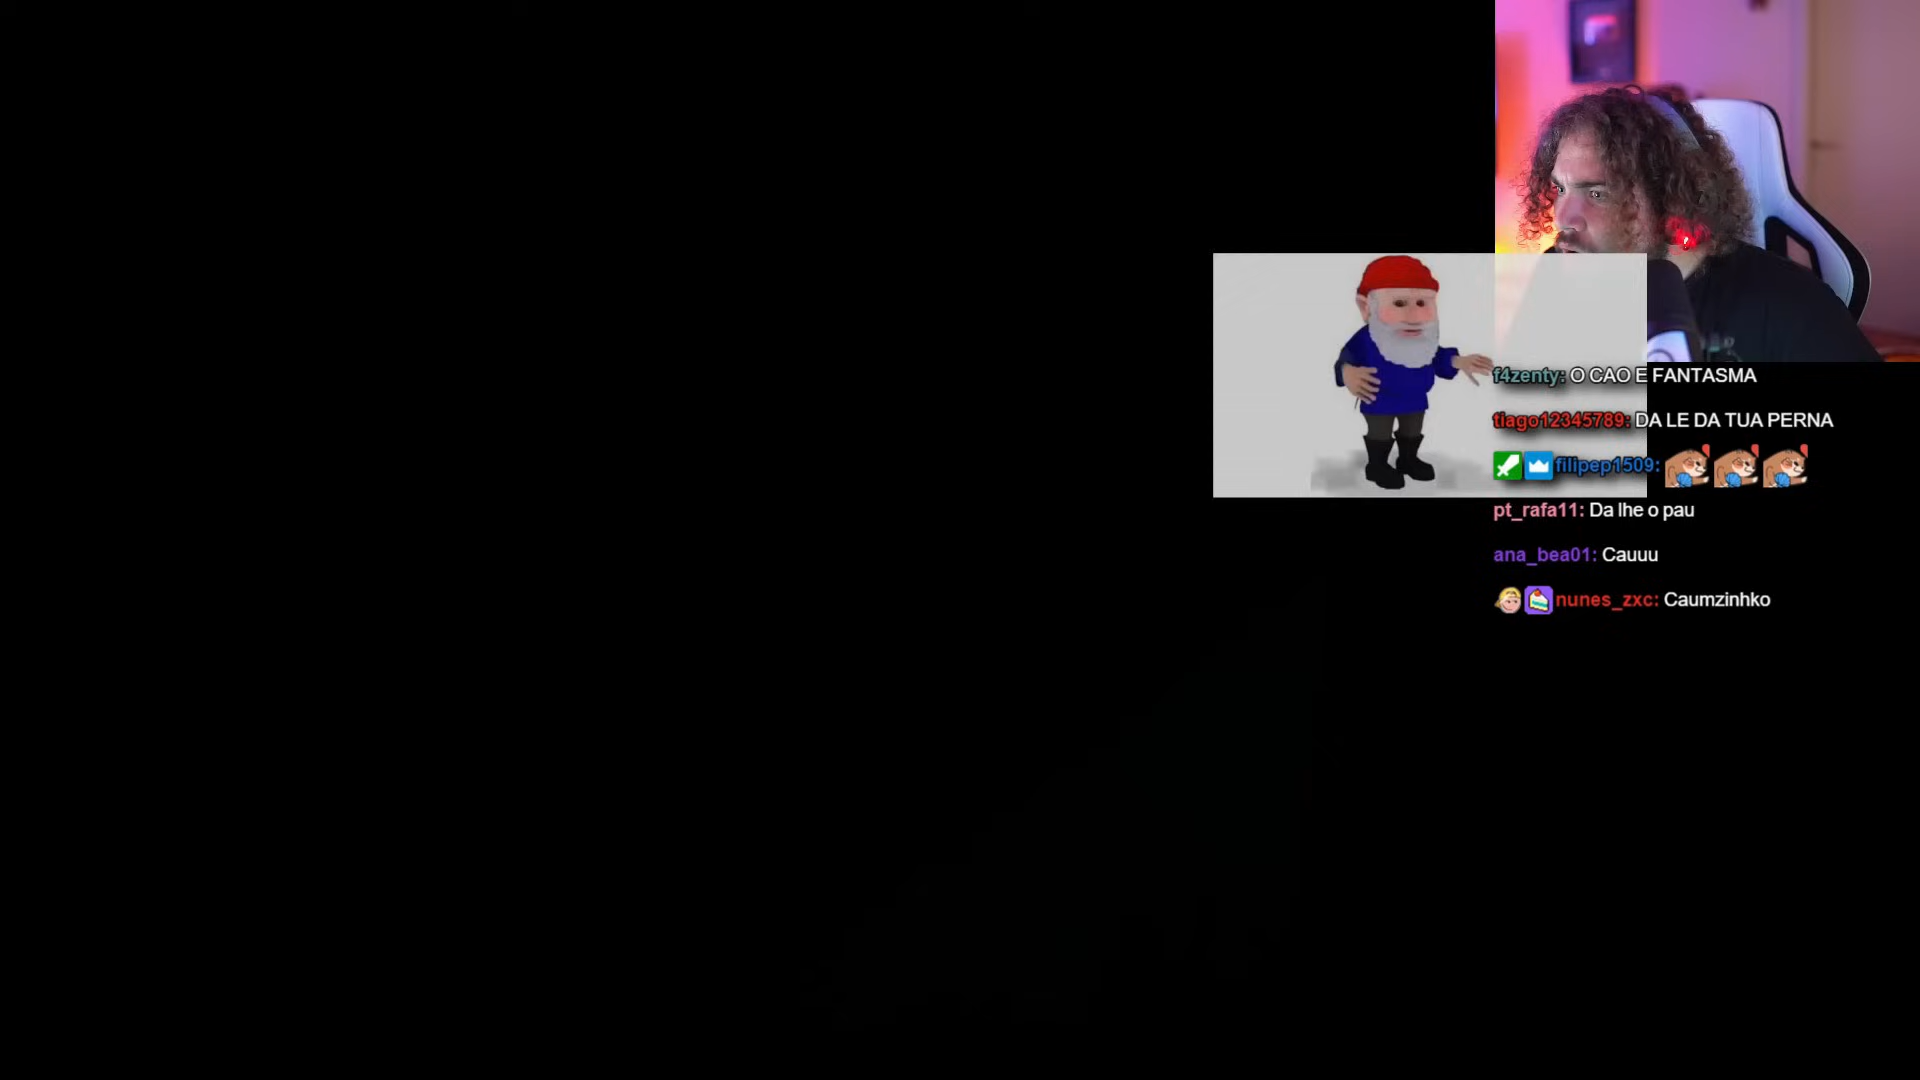 f4zenty: O CAO E FANTASMA
tiago12345789: DA LE DA TUA PERNA
filipep1509:
pt_rafa11: Da lhe o pau
ana_bea01: Cauuu
nunes_zxc: Caumzinhko